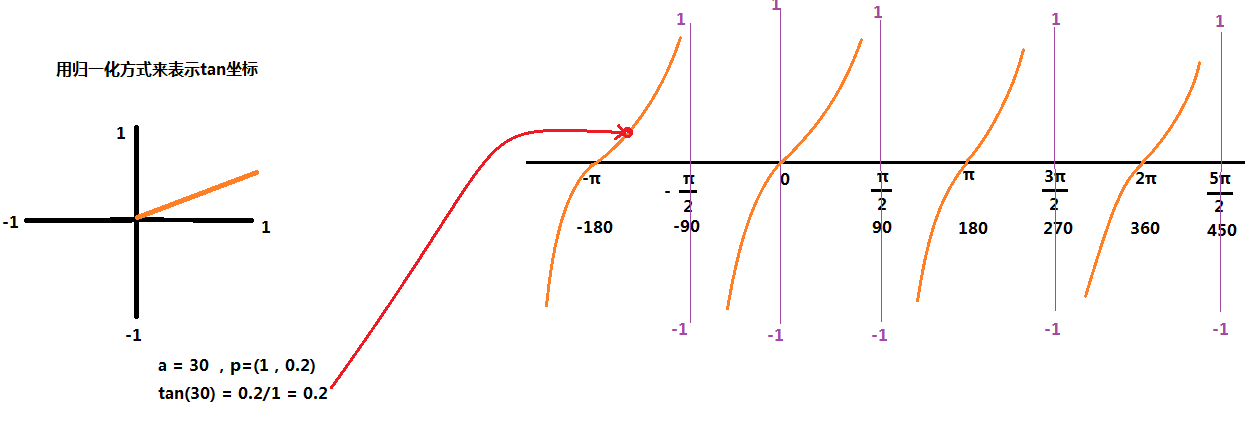 用归一化方式来表示tan坐标
1
-1
1
-1
a = 30 , p=(1 , 0.2)
tan(30) = 0.2/1 = 0.2
1
1
1
1
1
-π
- π/2
0
π/2
π
3π/2
2π
5π/2
-180
-90
90
180
270
360
450
-1
-1
-1
-1
-1